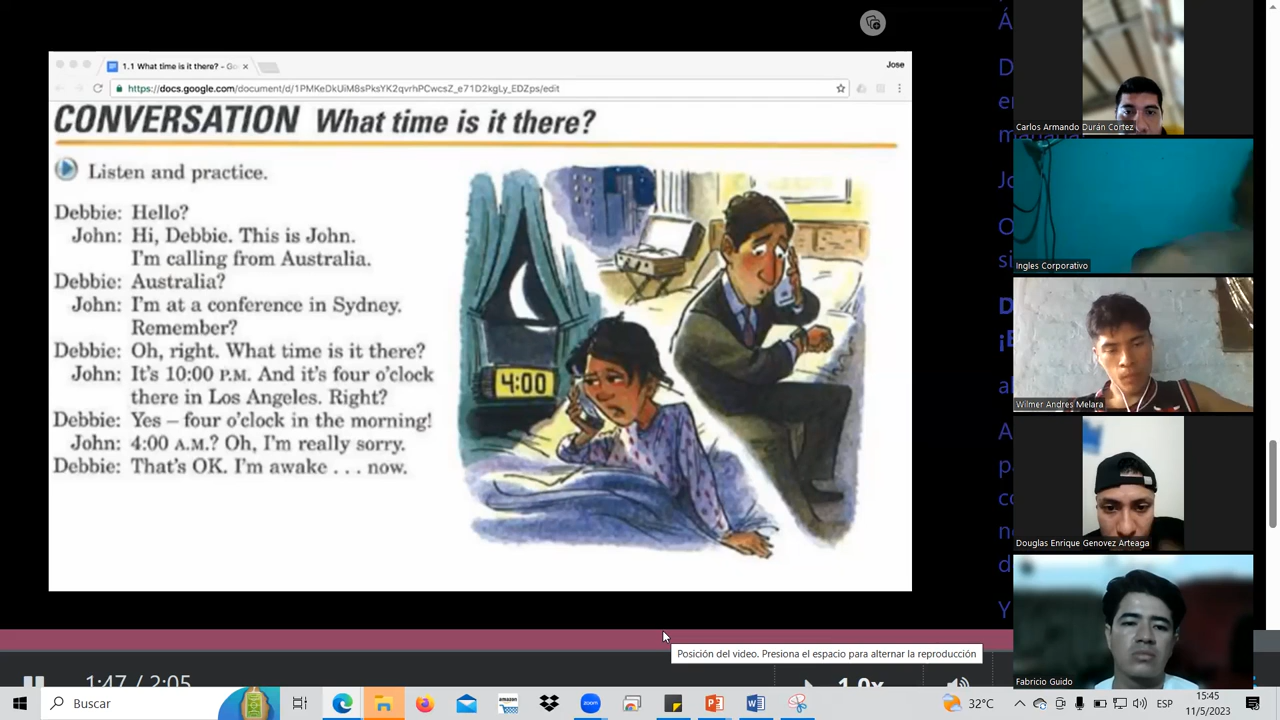 1.1 What time is it there? - Go
Jose
https://docs.google.com/document/d/1PMKeDkUiM8sPksYK2qvrhPCwcsZ_e71D2kgLy_EDZps/edit
CONVERSATION What time is it there?
Listen and practice.
Debbie: Hello?
John: Hi, Debbie. This is John.
I'm calling from Australia.
Debbie: Australia?
John: I'm at a conference in Sydney.
Remember?
Debbie: Oh, right. What time is it there?
John: It's 10:00 P.M. And it's four o'clock
there in Los Angeles. Right?
Debbie: Yes – four o'clock in the morning!
John: 4:00 A.M.? Oh, I'm really sorry.
Debbie: That's OK. I'm awake . . . now.
4:00
Carlos Armando Durán Cortez
Ingles Corporativo
Wilmer Andres Melara
Douglas Enrique Genovez Arteaga
Fabricio Guido
Posición del video. Presiona el espacio para alternar la reproducción
1:47 / 2:05
1.0x
Buscar
amazon
zoom
32°C
ESP
15:45
11/5/2023